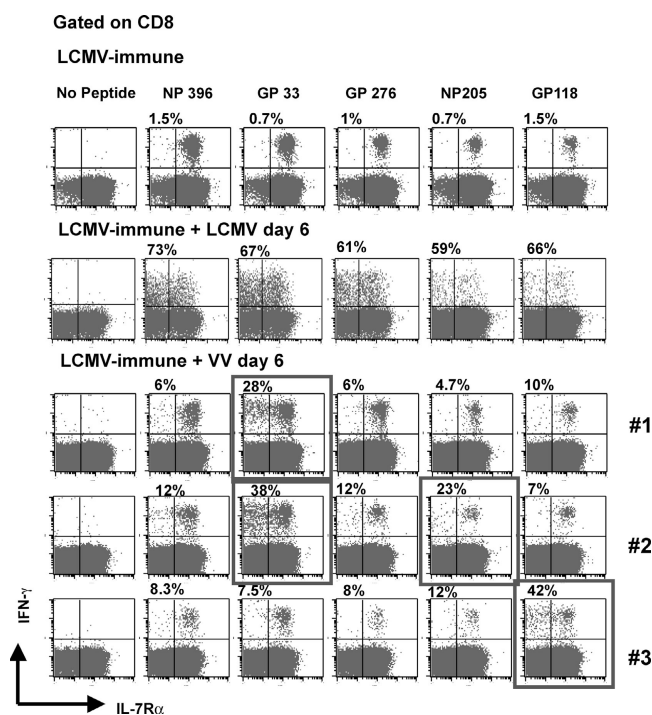 Gated on CD8
LCMV-immune
No Peptide NP 396 GP 33 GP 276 NP205 GP118
1.5% 0.7% 1% 0.7% 1.5%
LCMV-immune + LCMV day 6
73% 67% 61% 59% 66%
LCMV-immune + VV day 6
6% 28% 6% 4.7% 10%
#1
12% 38% 12% 23% 7%
#2
8.3% 7.5% 8% 12% 42%
#3
IFN-γ
IL-7Rα